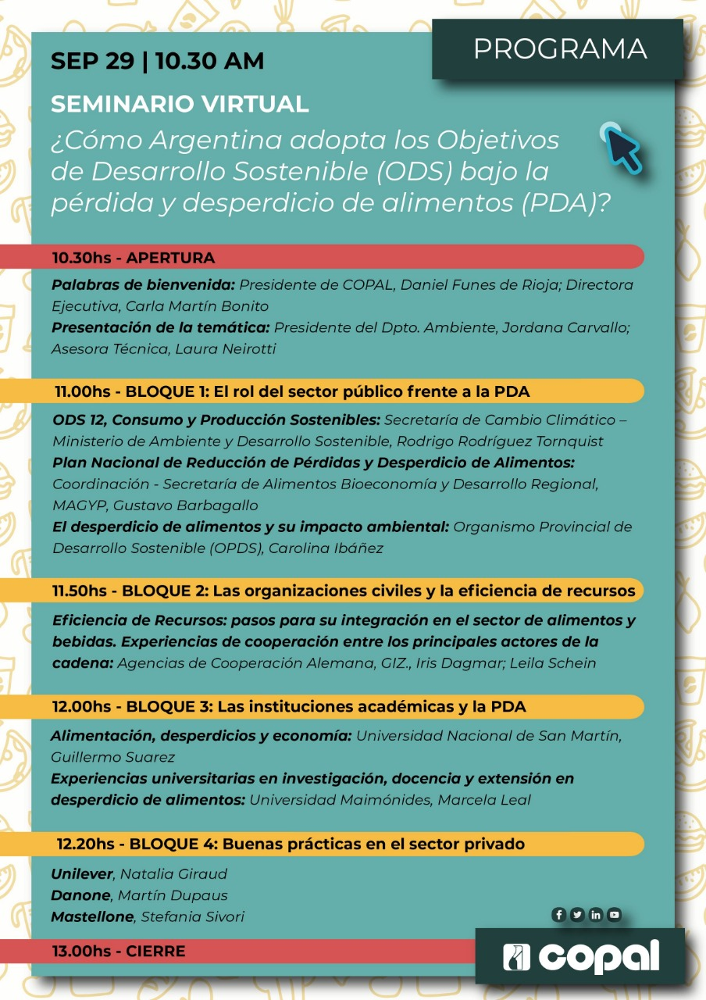 PROGRAMA
SEP 29 | 10.30 AM
SEMINARIO VIRTUAL
¿Cómo Argentina adopta los Objetivos
de Desarrollo Sostenible (ODS) bajo la
pérdida y desperdicio de alimentos (PDA)?
10.30hs - APERTURA
Palabras de bienvenida: Presidente de COPAL, Daniel Funes de Rioja; Directora
Ejecutiva, Carla Martín Bonito
Presentación de la temática: Presidente del Dpto. Ambiente, Jordana Carvallo;
Asesora Técnica, Laura Neirotti
11.00hs - BLOQUE 1: El rol del sector público frente a la PDA
ODS 12, Consumo y Producción Sostenibles: Secretaría de Cambio Climático –
Ministerio de Ambiente y Desarrollo Sostenible, Rodrigo Rodríguez Tornquist
Plan Nacional de Reducción de Pérdidas y Desperdicio de Alimentos:
Coordinación - Secretaría de Alimentos Bioeconomía y Desarrollo Regional,
MAGYP, Gustavo Barbagallo
El desperdicio de alimentos y su impacto ambiental: Organismo Provincial de
Desarrollo Sostenible (OPDS), Carolina Ibáñez
11.50hs - BLOQUE 2: Las organizaciones civiles y la eficiencia de recursos
Eficiencia de Recursos: pasos para su integración en el sector de alimentos y
bebidas. Experiencias de cooperación entre los principales actores de la
cadena: Agencias de Cooperación Alemana, GIZ., Iris Dagmar; Leila Schein
12.00hs - BLOQUE 3: Las instituciones académicas y la PDA
Alimentación, desperdicios y economía: Universidad Nacional de San Martín,
Guillermo Suarez
Experiencias universitarias en investigación, docencia y extensión en
desperdicio de alimentos: Universidad Maimónides, Marcela Leal
12.20hs - BLOQUE 4: Buenas prácticas en el sector privado
Unilever, Natalia Giraud
Danone, Martín Dupaus
Mastellone, Stefania Sivori
13.00hs - CIERRE
copal